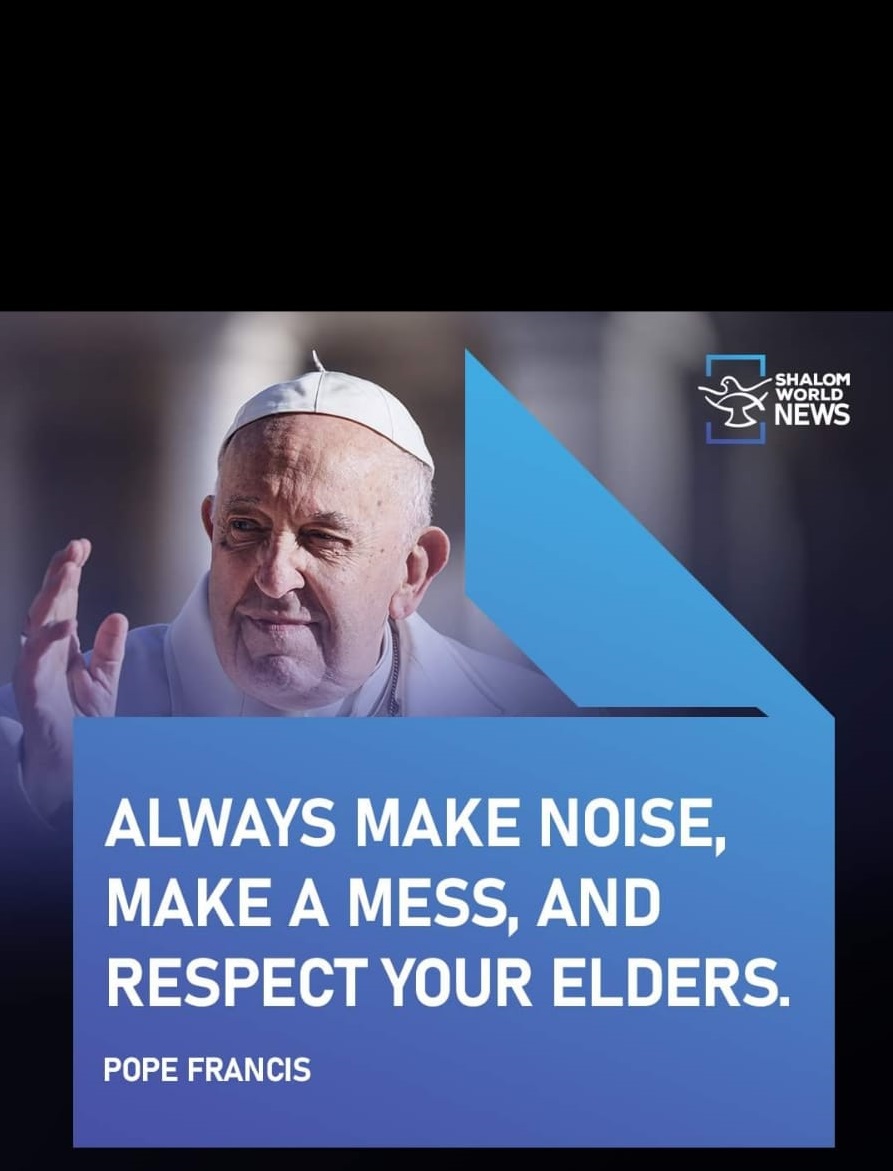 SHALOM
WORLD
NEWS
ALWAYS MAKE NOISE,
MAKE A MESS, AND
RESPECT YOUR ELDERS.
POPE FRANCIS